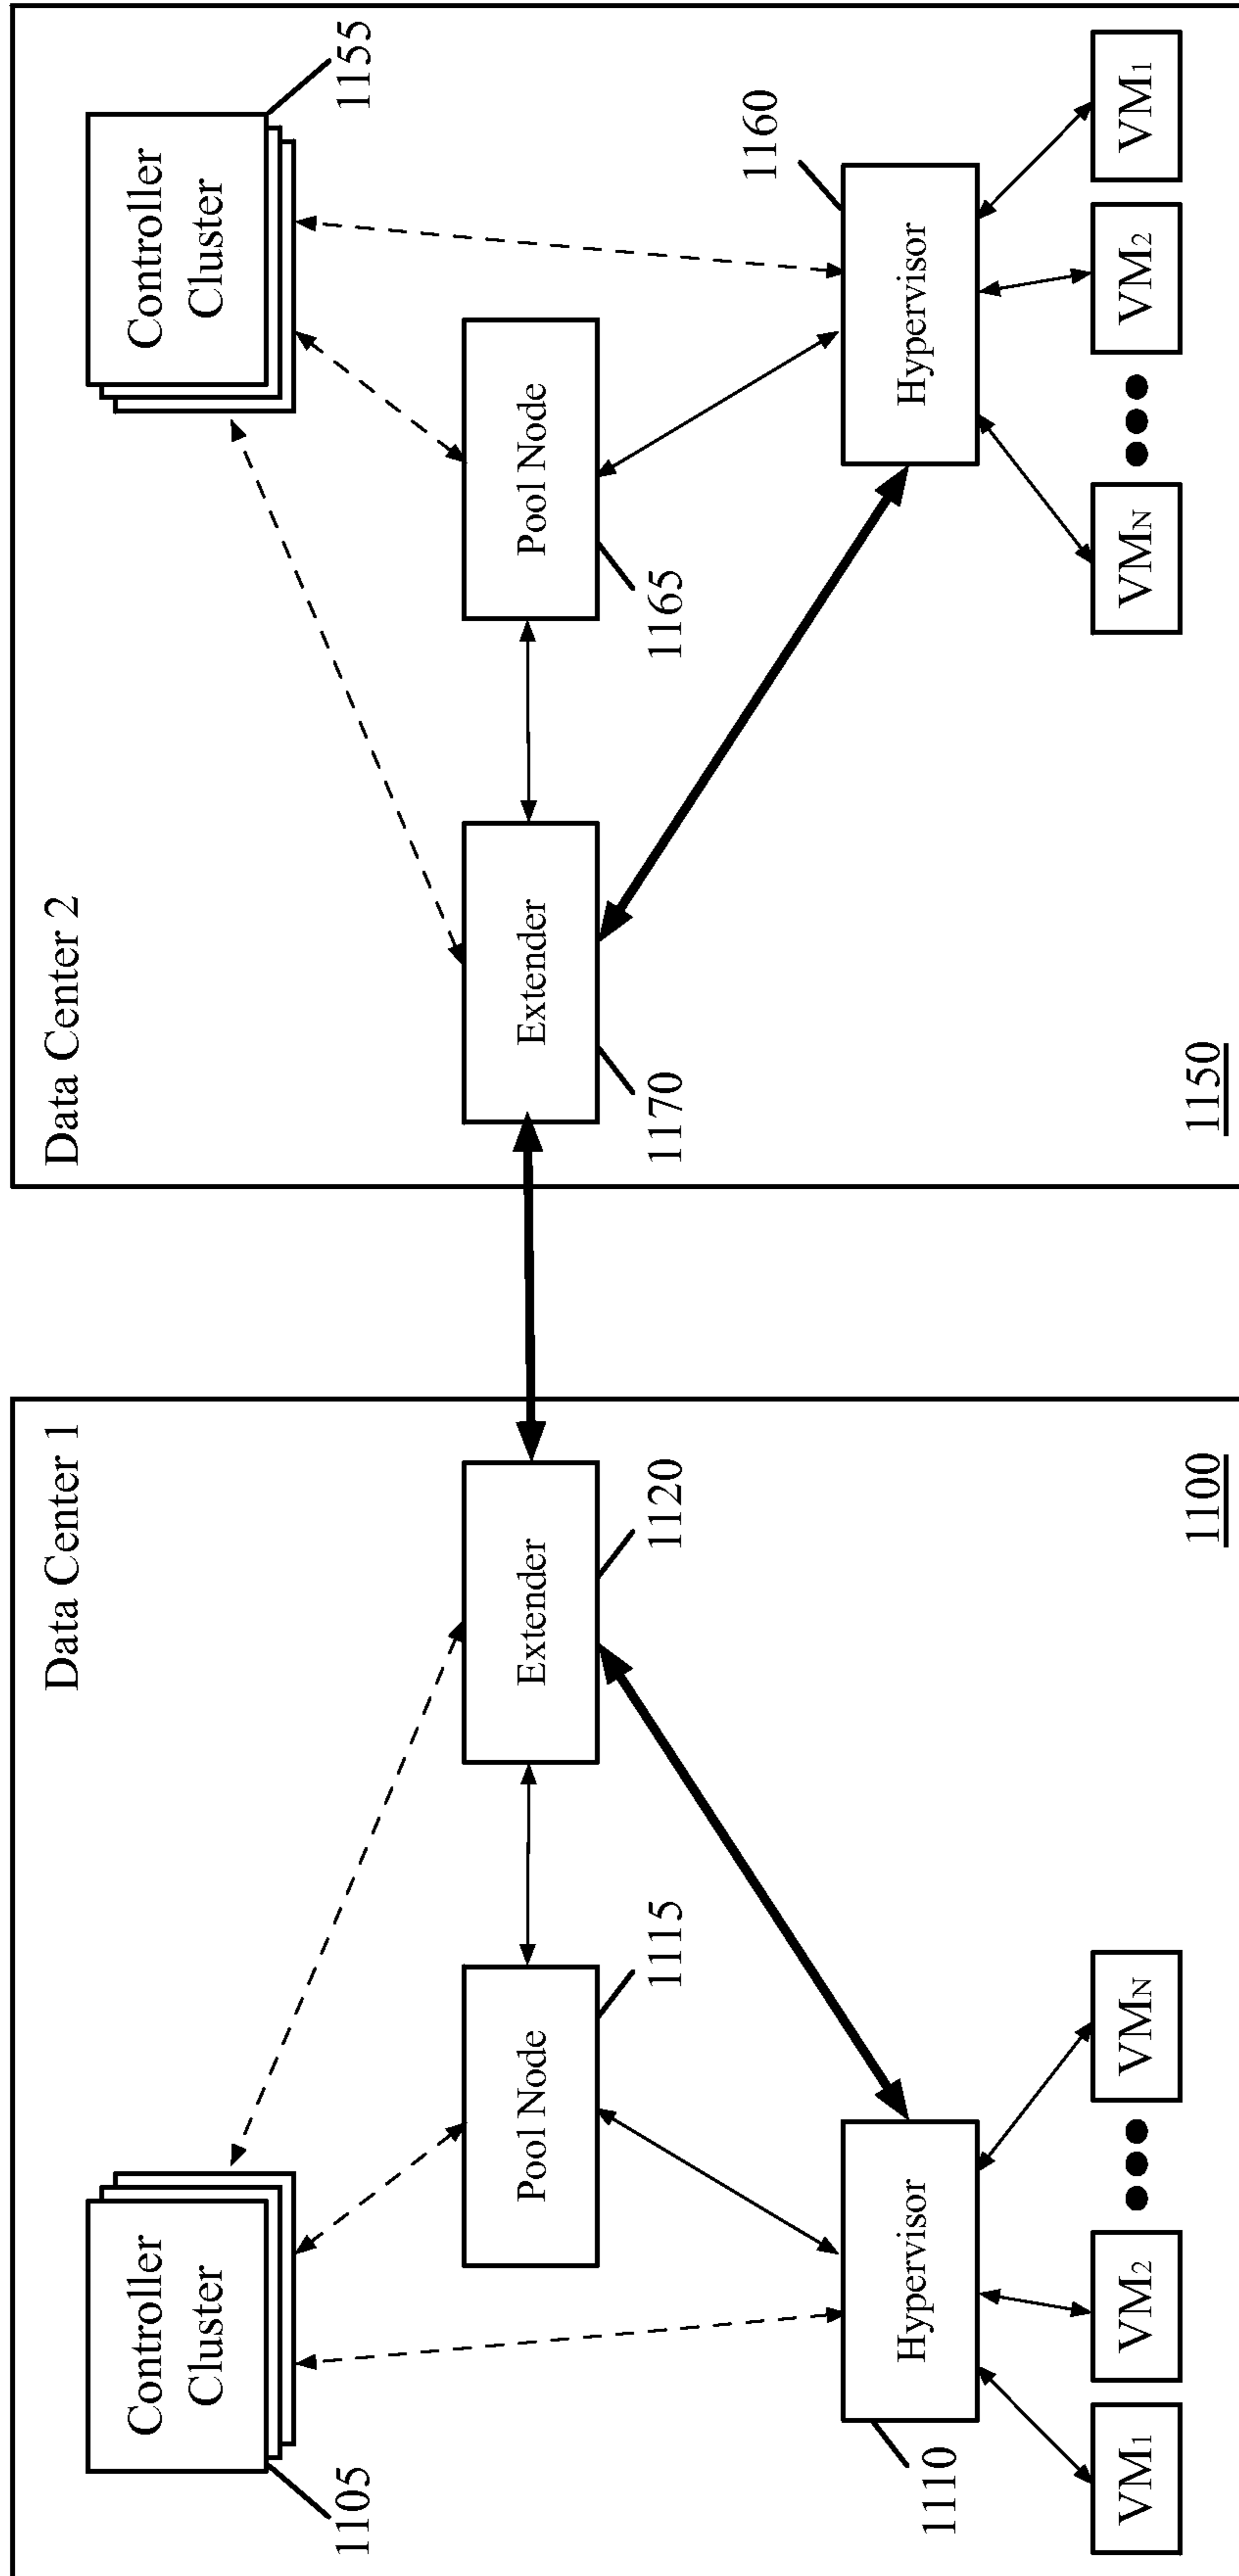 Data Center 1
Controller
Cluster
1105
Pool Node
1115
Extender
1120
Hypervisor
1110
VM1
VM2
VMN
1100
Data Center 2
Controller
Cluster
1155
Extender
1170
Pool Node
1165
Hypervisor
1160
VMN
VM2
VM1
1150